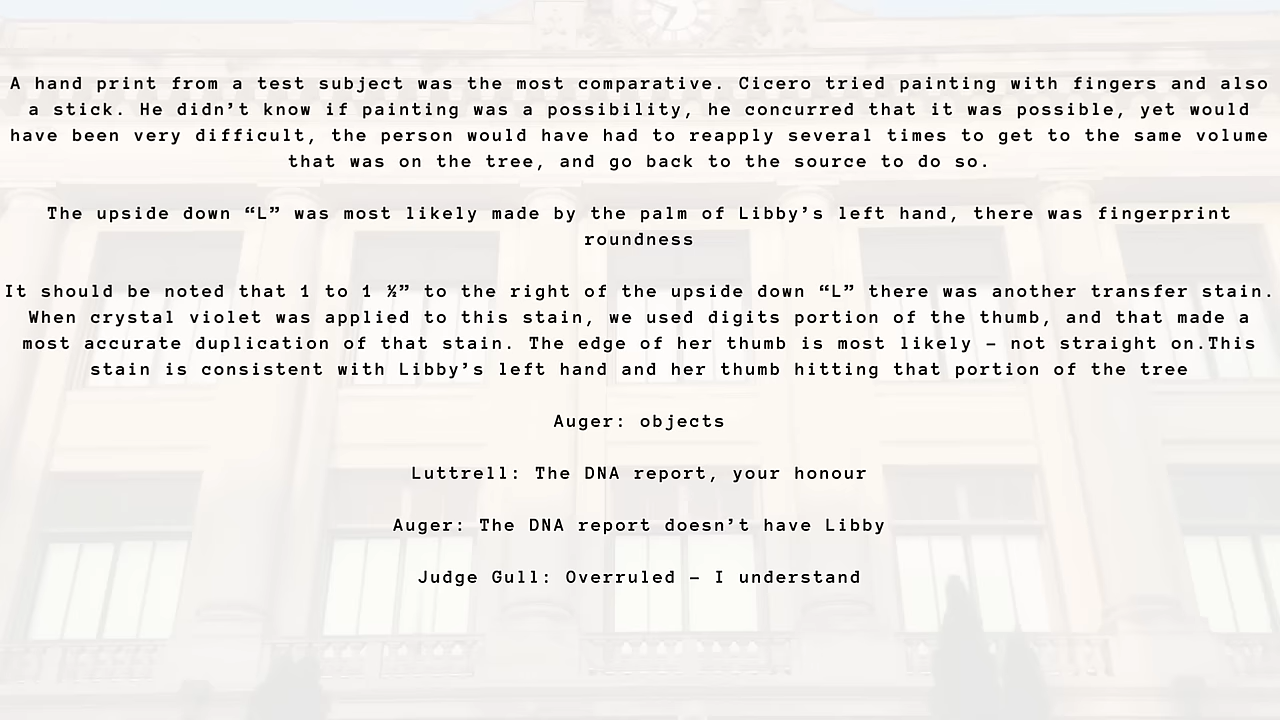 A hand print from a test subject was the most comparative. Cicero tried painting with fingers and also
a stick. He didn’t know if painting was a possibility, he concurred that it was possible, yet would
have been very difficult, the person would have had to reapply several times to get to the same volume
that was on the tree, and go back to the source to do so.
The upside down “L” was most likely made by the palm of Libby’s left hand, there was fingerprint
roundness
It should be noted that 1 to 1 ½” to the right of the upside down “L” there was another transfer stain.
When crystal violet was applied to this stain, we used digits portion of the thumb, and that made a
most accurate duplication of that stain. The edge of her thumb is most likely – not straight on.This
stain is consistent with Libby’s left hand and her thumb hitting that portion of the tree
Auger: objects
Luttrell: The DNA report, your honour
Auger: The DNA report doesn’t have Libby
Judge Gull: Overruled – I understand